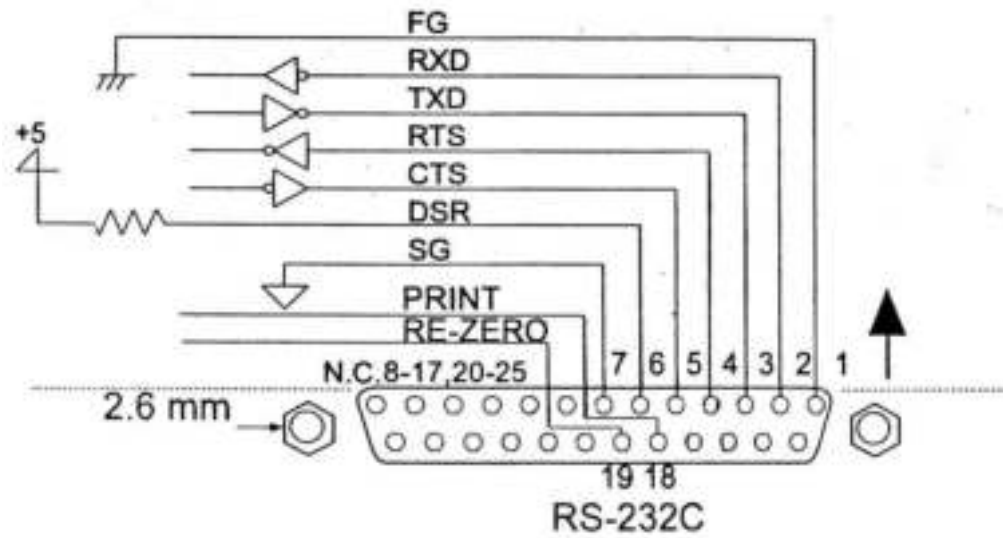 FG
RXD
TXD
+5
RTS
CTS
DSR
SG
PRINT
RE-ZERO
7 6 5 4 3 2 1
N.C.8-17,20-25
2.6 mm
19 18
RS-232C